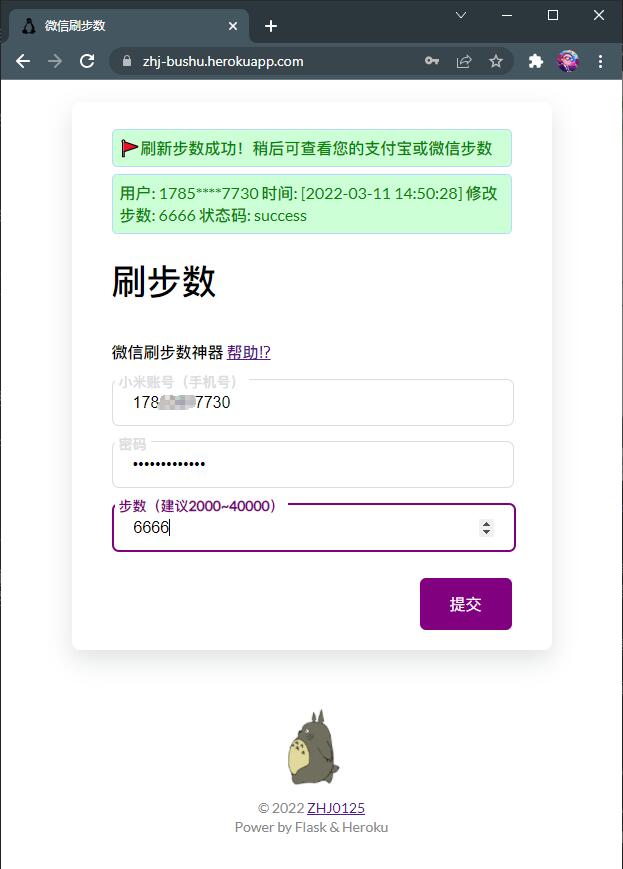 微信刷步数
zhj-bushu.herokuapp.com
刷新步数成功！稍后可查看您的支付宝或微信步数
用户: 1785****7730 时间: [2022-03-11 14:50:28] 修改
步数: 6666 状态码: success
刷步数
微信刷步数神器 帮助!?
小米账号（手机号）
178 7730
密码
•••••••••••••
步数（建议2000~40000）
6666
提交
© 2022 ZHJ0125
Power by Flask & Heroku